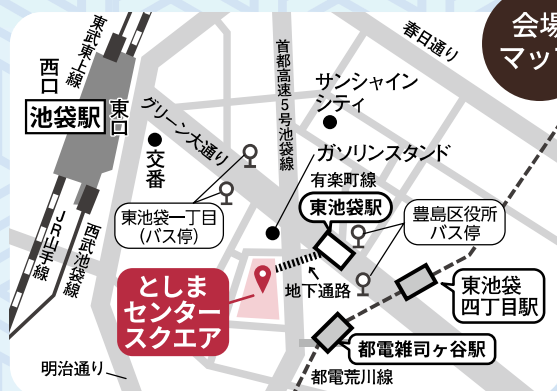 会場
マップ
東武東上線
西口
池袋駅
東口
交番
グリーン大通り
首都高速5号池袋線
春日通り
サンシャイン
シティ
ガソリンスタンド
有楽町線
東池袋駅
東池袋一丁目
(バス停)
豊島区役所
バス停
JR山手線
西武池袋線
としま
センター
スクエア
地下通路
東池袋
四丁目駅
都電雑司ヶ谷駅
都電荒川線
明治通り